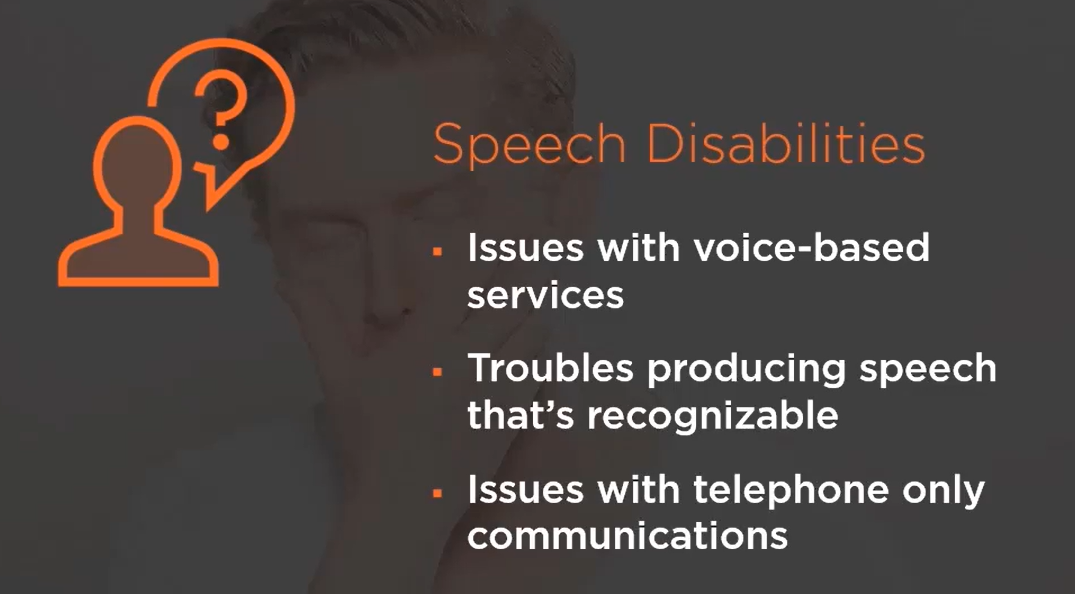 Speech Disabilities
Issues with voice-based
services
Troubles producing speech
that’s recognizable
Issues with telephone only
communications